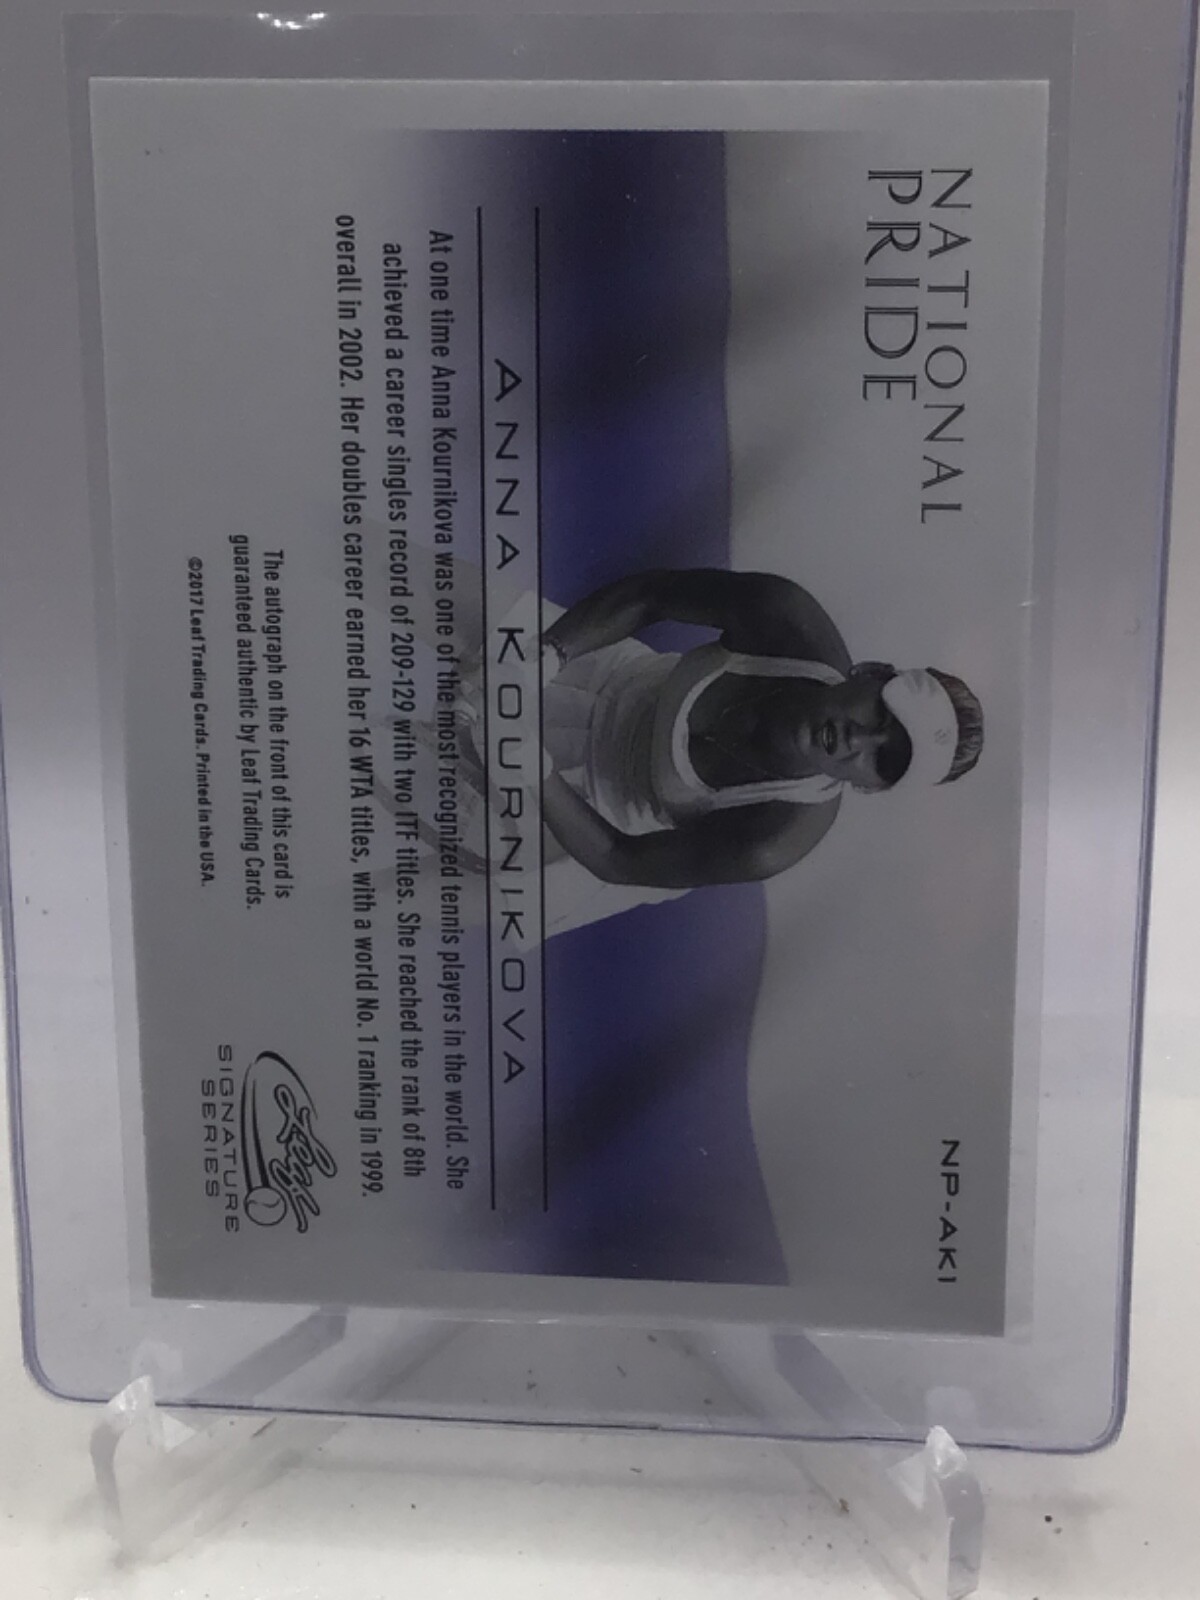 NATIONAL
PRIDE
NP-AK1
ANNA KOURNIKOVA
At one time Anna Kournikova was one of the most recognized tennis players in the world. She
achieved a career singles record of 209-129 with two ITF titles. She reached the rank of 8th
overall in 2002. Her doubles career earned her 16 WTA titles, with a world No. 1 ranking in 1999.
The autograph on the front of this card is
guaranteed authentic by Leaf Trading Cards.
©2017 Leaf Trading Cards. Printed in the USA.
Leaf
SIGNATURE
SERIES